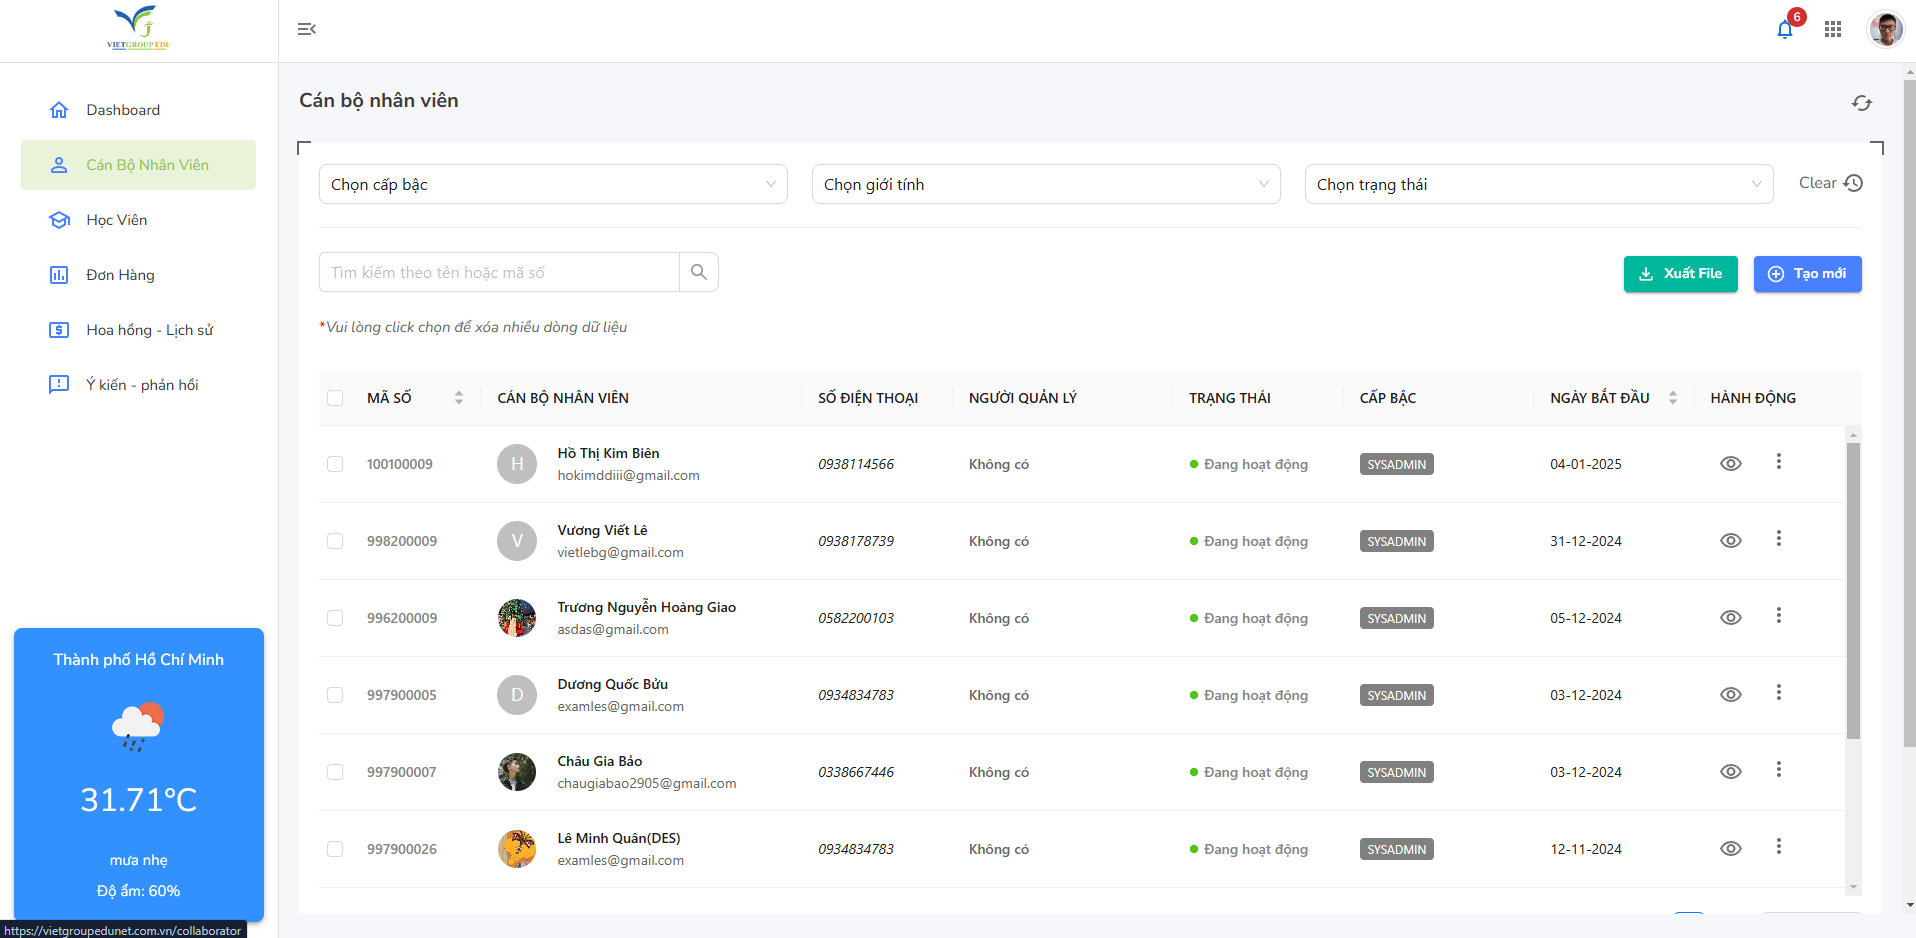 VIETGROUP EDU
6
Dashboard
Cán Bộ Nhân Viên
Học Viên
Đơn Hàng
Hoa hồng - Lịch sử
Ý kiến - phản hồi
Thành phố Hồ Chí Minh
31.71°C
mưa nhẹ
Độ ẩm: 60%
https://vietgroupedunet.com.vn/collaborator
Cán bộ nhân viên
Chọn cấp bậc
Chọn giới tính
Chọn trạng thái
Clear
Tìm kiếm theo tên hoặc mã số
Xuất File
Tạo mới
*Vui lòng click chọn để xóa nhiều dòng dữ liệu
MÃ SỐ CÁN BỘ NHÂN VIÊN SỐ ĐIỆN THOẠI NGƯỜI QUẢN LÝ TRẠNG THÁI CẤP BẬC NGÀY BẮT ĐẦU HÀNH ĐỘNG
100100009 H Hồ Thị Kim Biên 0938114566 Không có Đang hoạt động SYSADMIN 04-01-2025
hokimddiii@gmail.com
998200009 V Vương Viết Lê 0938178739 Không có Đang hoạt động SYSADMIN 31-12-2024
vietlebg@gmail.com
996200009 Trương Nguyễn Hoàng Giao 0582200103 Không có Đang hoạt động SYSADMIN 05-12-2024
asdas@gmail.com
997900005 D Dương Quốc Bửu 0934834783 Không có Đang hoạt động SYSADMIN 03-12-2024
examles@gmail.com
997900007 Châu Gia Bảo 0338667446 Không có Đang hoạt động SYSADMIN 03-12-2024
chaugiabao2905@gmail.com
997900026 Lê Minh Quân(DES) 0934834783 Không có Đang hoạt động SYSADMIN 12-11-2024
examles@gmail.com